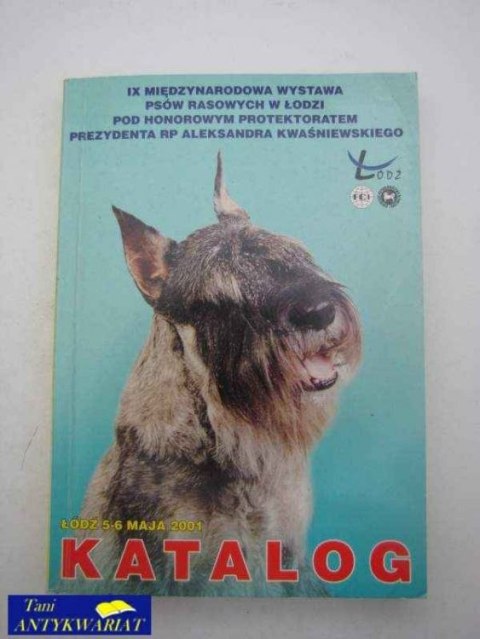 IX MIĘDZYNARODOWA WYSTAWA
PSÓW RASOWYCH W ŁODZI
POD HONOROWYM PROTEKTORATEM
PREZYDENTA RP ALEKSANDRA KWAŚNIEWSKIEGO
ŁÓDŹ
FCI
ŁÓDŹ 5-6 MAJA 2001
KATALOG
Tani
ANTYKWARIAT